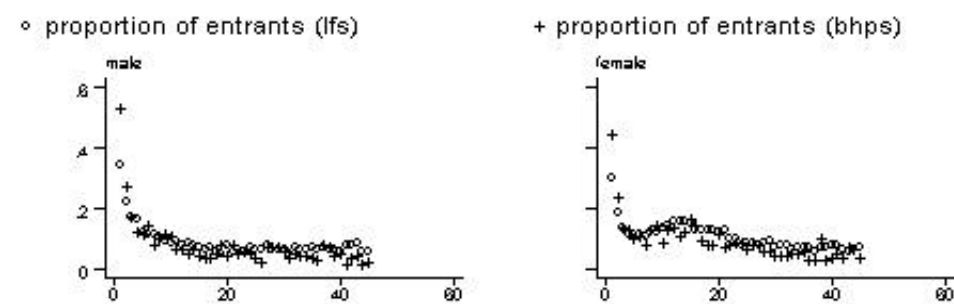 proportion of entrants (lfs) proportion of entrants (bhps)
male female
.6
.4
.2
0
0 20 40 60 0 20 40 60